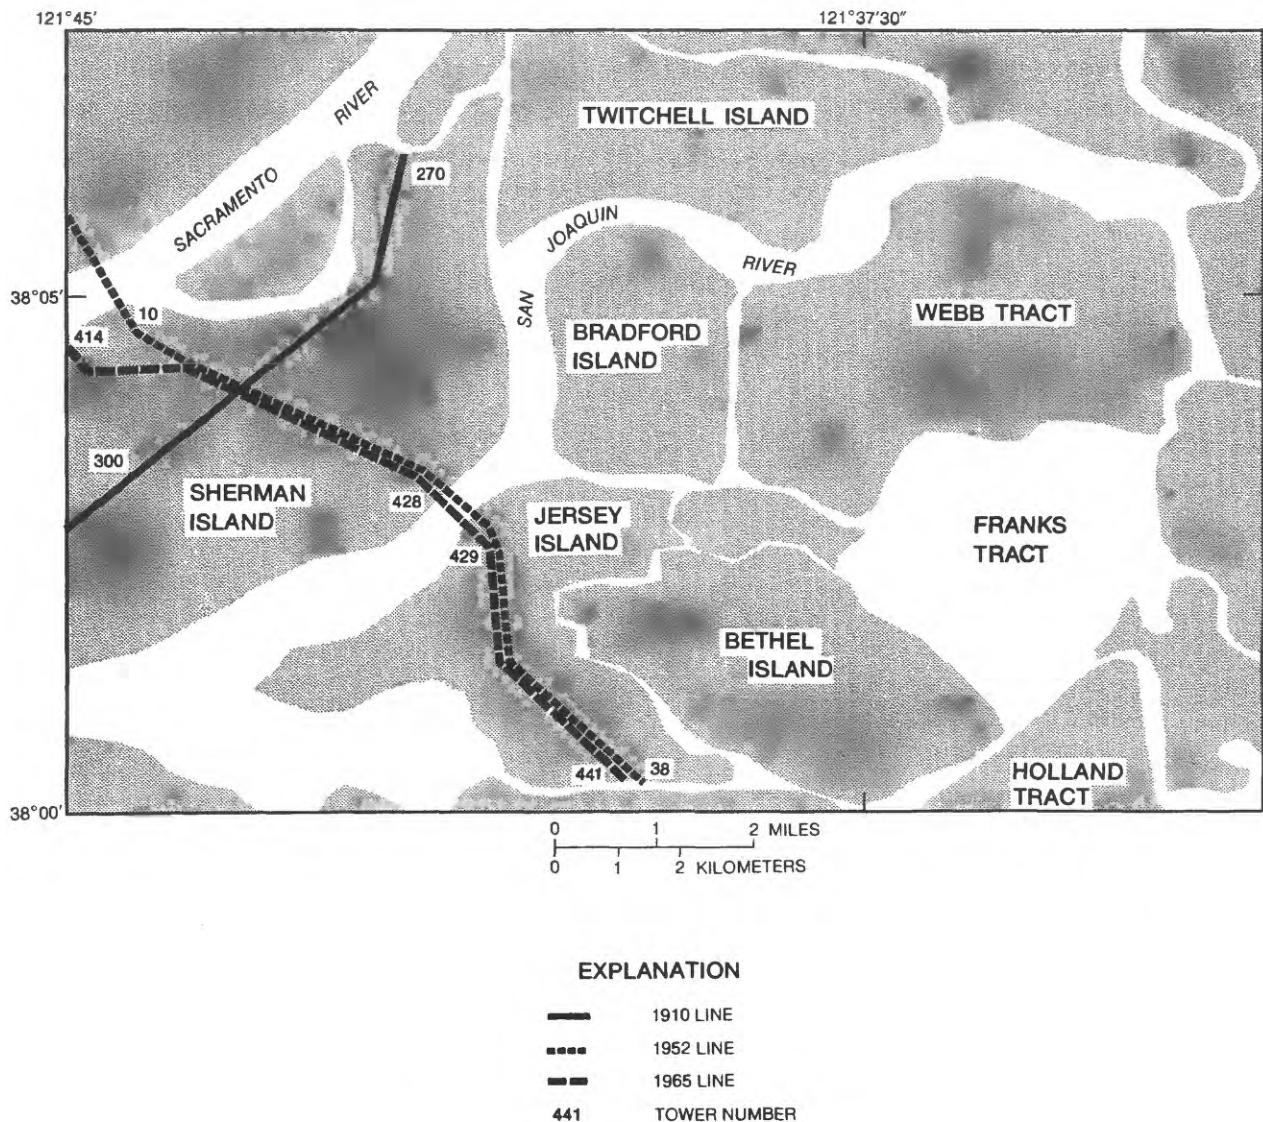 121°45′
121°37′30″
RIVER
TWITCHELL ISLAND
270
SACRAMENTO
JOAQUIN
RIVER
38°05′
10
SAN
WEBB TRACT
414
BRADFORD
ISLAND
300
SHERMAN
ISLAND
428
JERSEY
ISLAND
FRANKS
TRACT
429
BETHEL
ISLAND
441
38
HOLLAND
TRACT
38°00′
0 1 2 MILES
0 1 2 KILOMETERS
EXPLANATION
1910 LINE
1952 LINE
1965 LINE
441 TOWER NUMBER